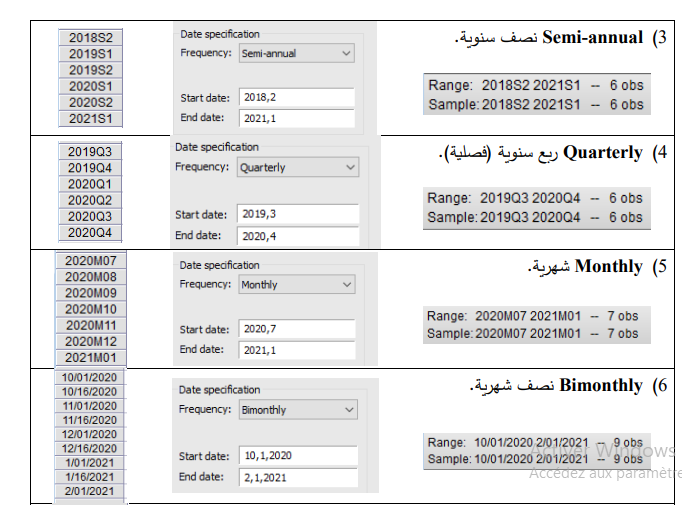 3) Semi-annual نصف سنوية.
Date specification
Frequency: Semi-annual
Start date: 2018,2
End date: 2021,1
2018S2
2019S1
2019S2
2020S1
2020S2
2021S1
Range: 2018S2 2021S1 -- 6 obs
Sample: 2018S2 2021S1 -- 6 obs
4) Quarterly ربع سنوية (فصلية).
Date specification
Frequency: Quarterly
Start date: 2019,3
End date: 2020,4
2019Q3
2019Q4
2020Q1
2020Q2
2020Q3
2020Q4
Range: 2019Q3 2020Q4 -- 6 obs
Sample: 2019Q3 2020Q4 -- 6 obs
5) Monthly شهرية.
Date specification
Frequency: Monthly
Start date: 2020,7
End date: 2021,1
2020M07
2020M08
2020M09
2020M10
2020M11
2020M12
2021M01
Range: 2020M07 2021M01 -- 7 obs
Sample: 2020M07 2021M01 -- 7 obs
6) Bimonthly نصف شهرية.
Date specification
Frequency: Bimonthly
Start date: 10,1,2020
End date: 2,1,2021
10/01/2020
10/16/2020
11/01/2020
11/16/2020
12/01/2020
12/16/2020
1/01/2021
1/16/2021
2/01/2021
Range: 10/01/2020 2/01/2021 -- 9 obs
Sample: 10/01/2020 2/01/2021 -- 9 obs
Activer Windows
Accédez aux paramètre